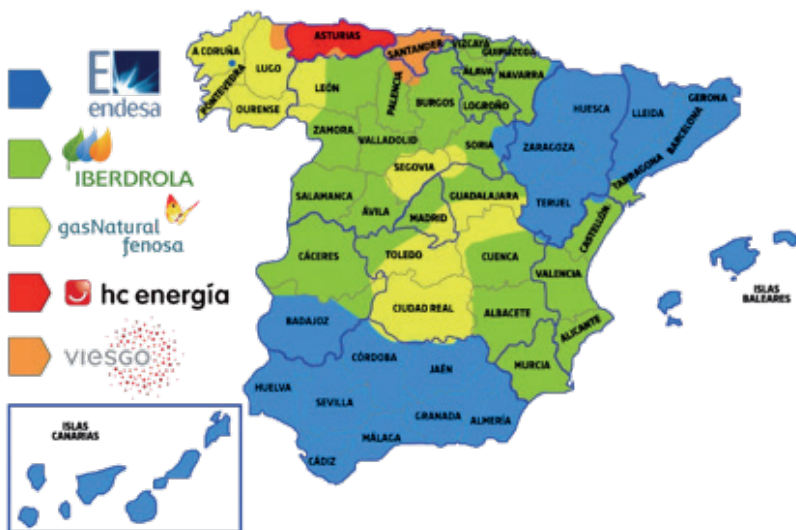 endesa
IBERDROLA
gasNatural
fenosa
hc energía
viesgo
ISLAS
CANARIAS
A CORUÑA
LUGO
PONTEVEDRA
OURENSE
ASTURIAS
SANTANDER
VIZCAYA
GUIPUZCOA
ÁLAVA
NAVARRA
LEÓN
PALENCIA
BURGOS
LOGROÑO
HUESCA
LLEIDA
GERONA
BARCELONA
TARRAGONA
ZAMORA
VALLADOLID
SORIA
ZARAGOZA
SEGOVIA
SALAMANCA
ÁVILA
MADRID
GUADALAJARA
TERUEL
CASTELLÓN
CÁCERES
TOLEDO
CUENCA
VALENCIA
ISLAS
BALEARES
CIUDAD REAL
ALBACETE
ALICANTE
BADAJOZ
MURCIA
CÓRDOBA
JAÉN
HUELVA
SEVILLA
GRANADA
ALMERÍA
MÁLAGA
CÁDIZ